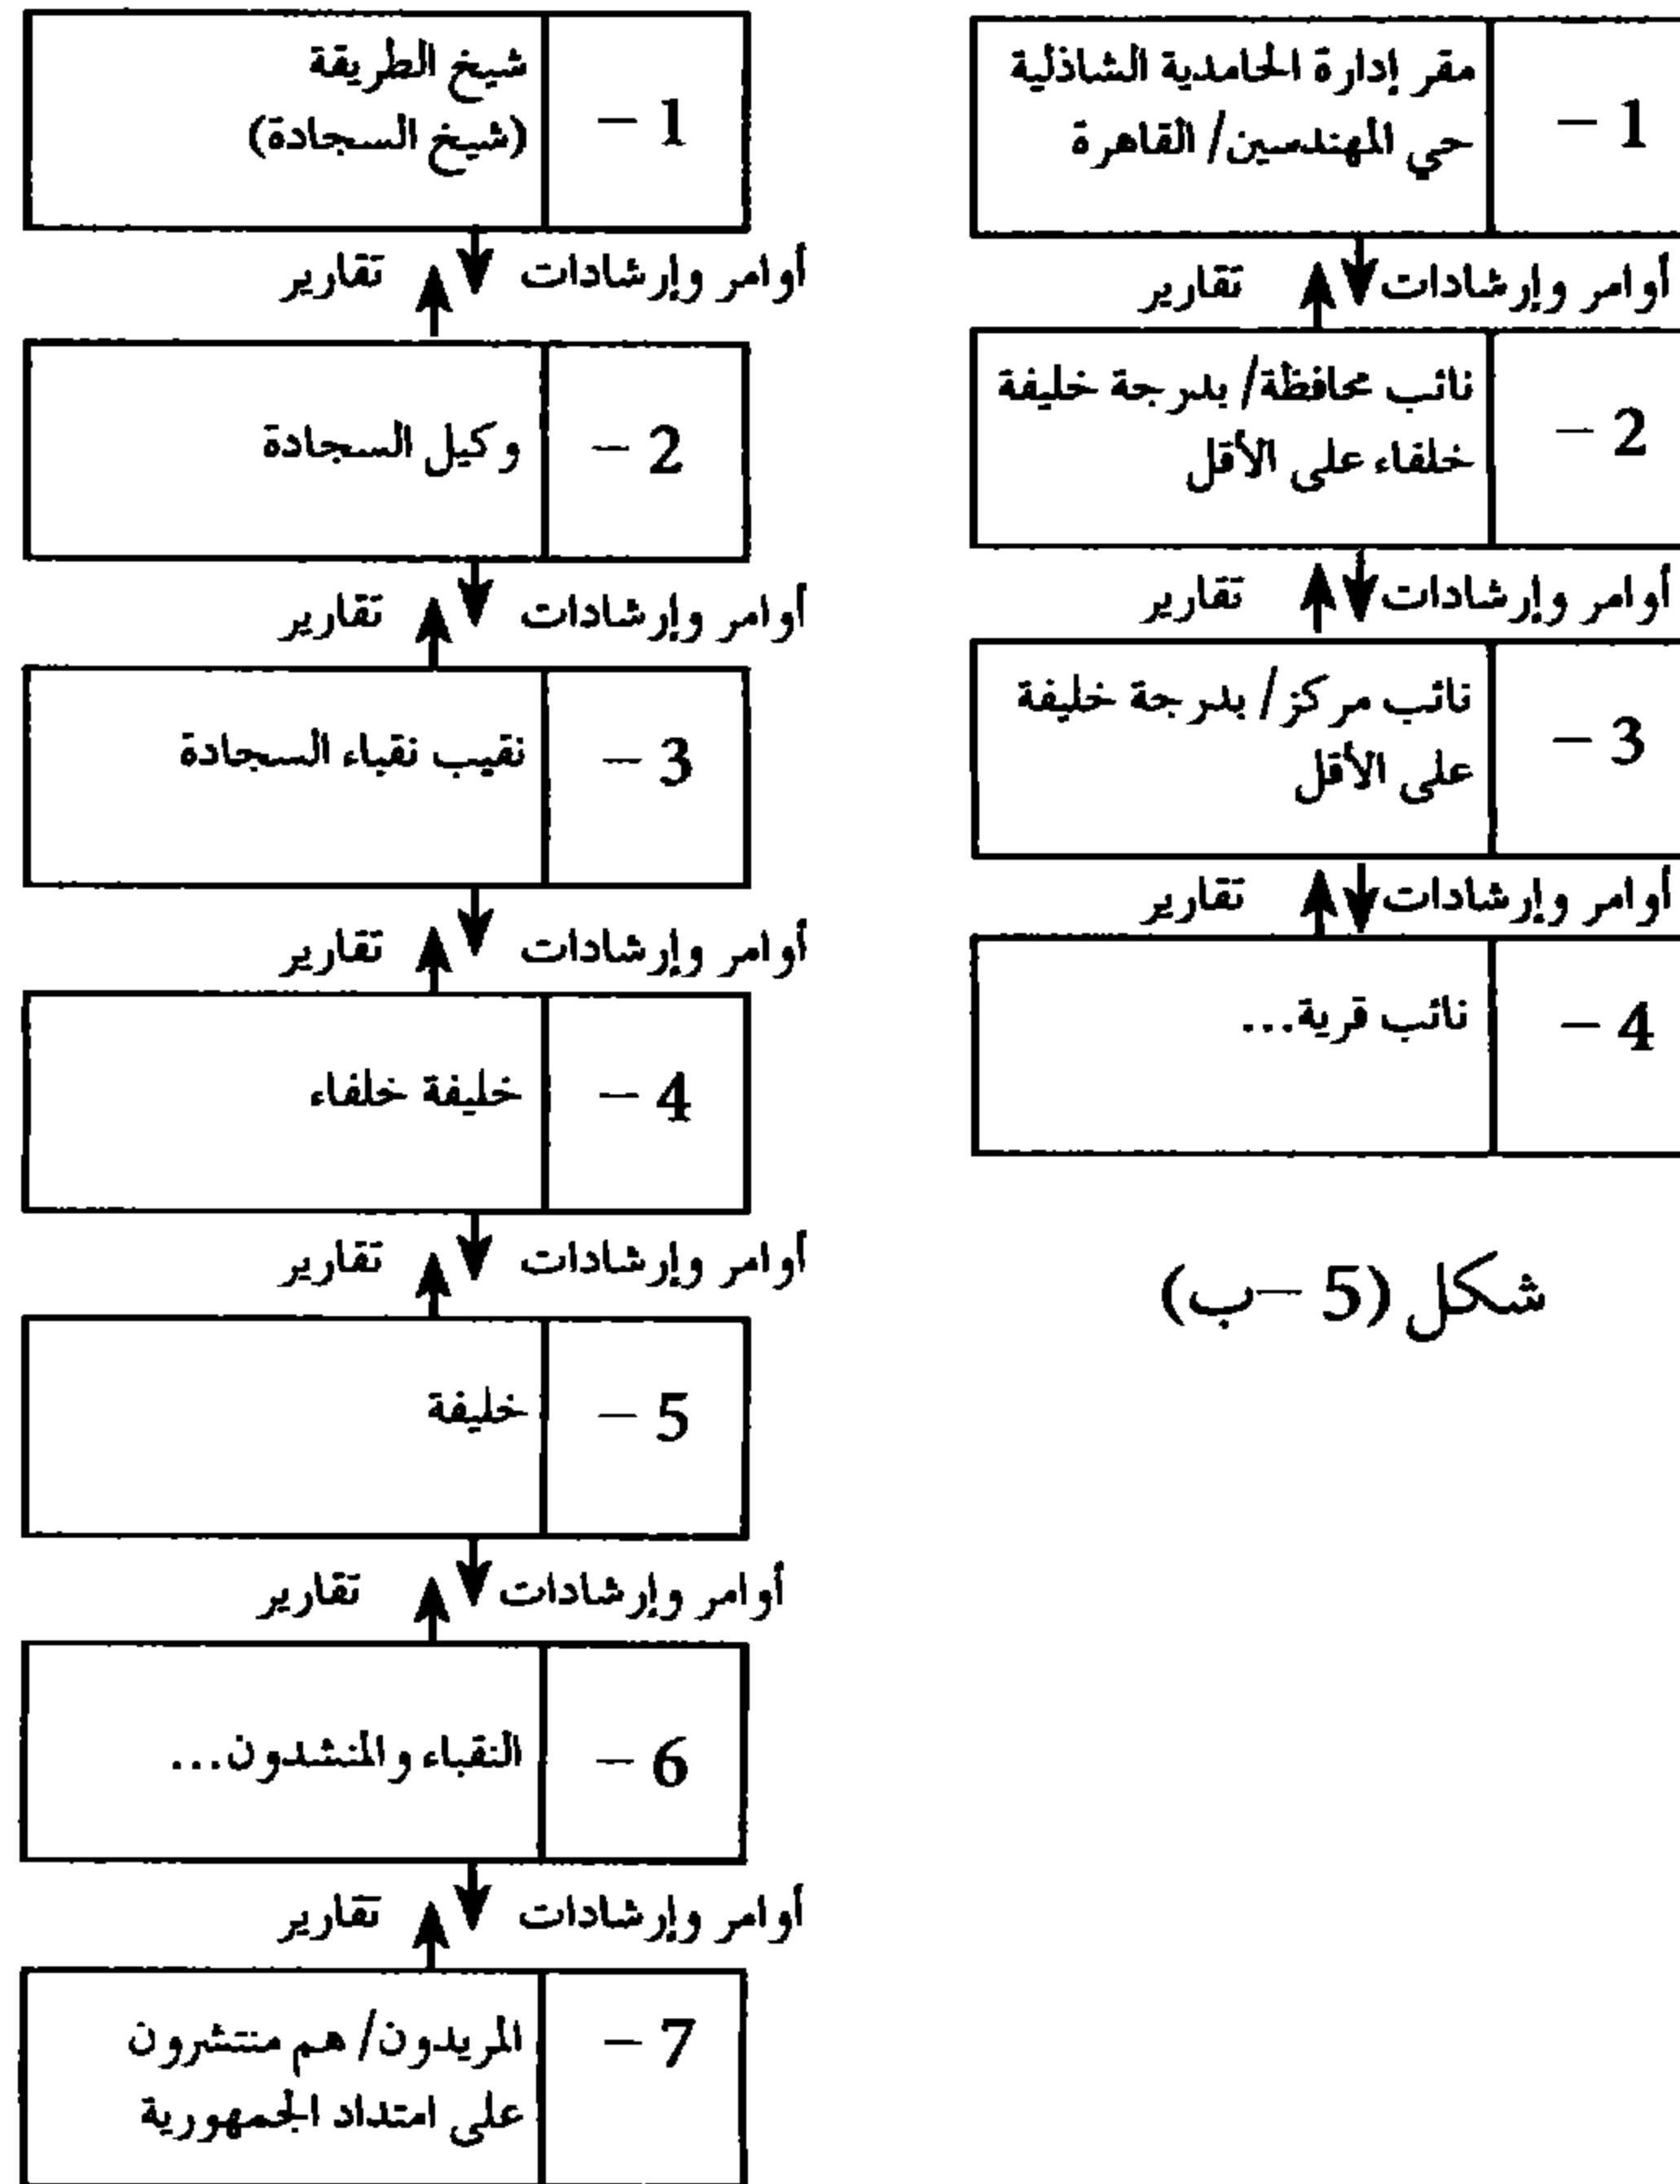 مقر إدارة الحامدية الشاذلية
حي المهندسين/ القاهرة
1 –
أوامر وإرشادات
تقارير
نائب محافظة/ بدرجة خليفة
خلفاء على الأقل
2 –
أوامر وإرشادات
تقارير
نائب مركز/ بدرجة خليفة
على الأقل
3 –
أوامر وإرشادات
تقارير
نائب قرية...
4 –
شكل (5 –ب)
شيخ الطريقة
(شيخ السجادة)
1 –
أوامر وإرشادات
تقارير
وكيل السجادة
2 –
أوامر وإرشادات
تقارير
نقيب نقباء السجادة
3 –
أوامر وإرشادات
تقارير
خليفة خلفاء
4 –
أوامر وإرشادات
تقارير
خليفة
5 –
أوامر وإرشادات
تقارير
النقباء والمنشدون...
6 –
أوامر وإرشادات
تقارير
المريدون/ هم منتشرون
على امتداد الجمهورية
7 –